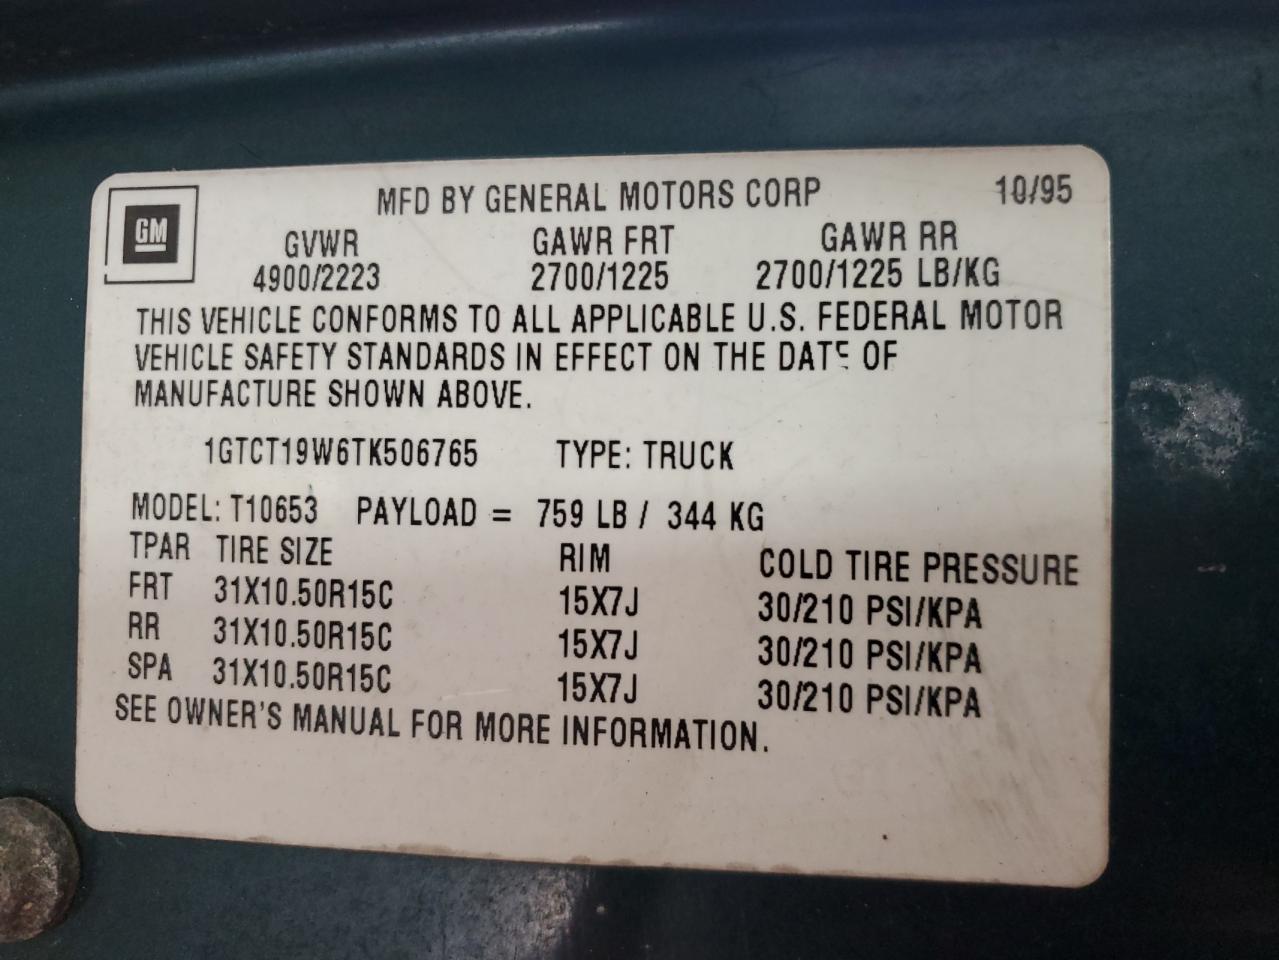 GM
MFD BY GENERAL MOTORS CORP 10/95
GVWR GAWR FRT GAWR RR
4900/2223 2700/1225 2700/1225 LB/KG
THIS VEHICLE CONFORMS TO ALL APPLICABLE U.S. FEDERAL MOTOR
VEHICLE SAFETY STANDARDS IN EFFECT ON THE DATE OF
MANUFACTURE SHOWN ABOVE.
1GTCT19W6TK506765 TYPE: TRUCK
MODEL: T10653 PAYLOAD = 759 LB / 344 KG
TPAR TIRE SIZE RIM COLD TIRE PRESSURE
FRT 31X10.50R15C 15X7J 30/210 PSI/KPA
RR 31X10.50R15C 15X7J 30/210 PSI/KPA
SPA 31X10.50R15C 15X7J 30/210 PSI/KPA
SEE OWNER'S MANUAL FOR MORE INFORMATION.